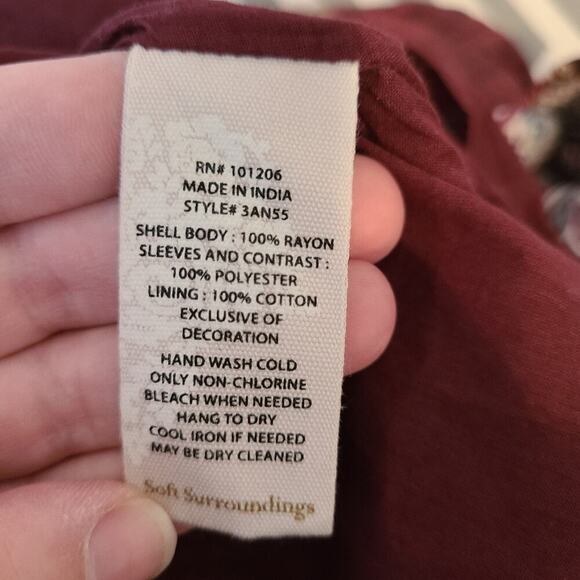 RN# 101206
MADE IN INDIA
STYLE# 3AN55
SHELL BODY : 100% RAYON
SLEEVES AND CONTRAST :
100% POLYESTER
LINING : 100% COTTON
EXCLUSIVE OF
DECORATION
HAND WASH COLD
ONLY NON-CHLORINE
BLEACH WHEN NEEDED
HANG TO DRY
COOL IRON IF NEEDED
MAY BE DRY CLEANED
Soft Surroundings